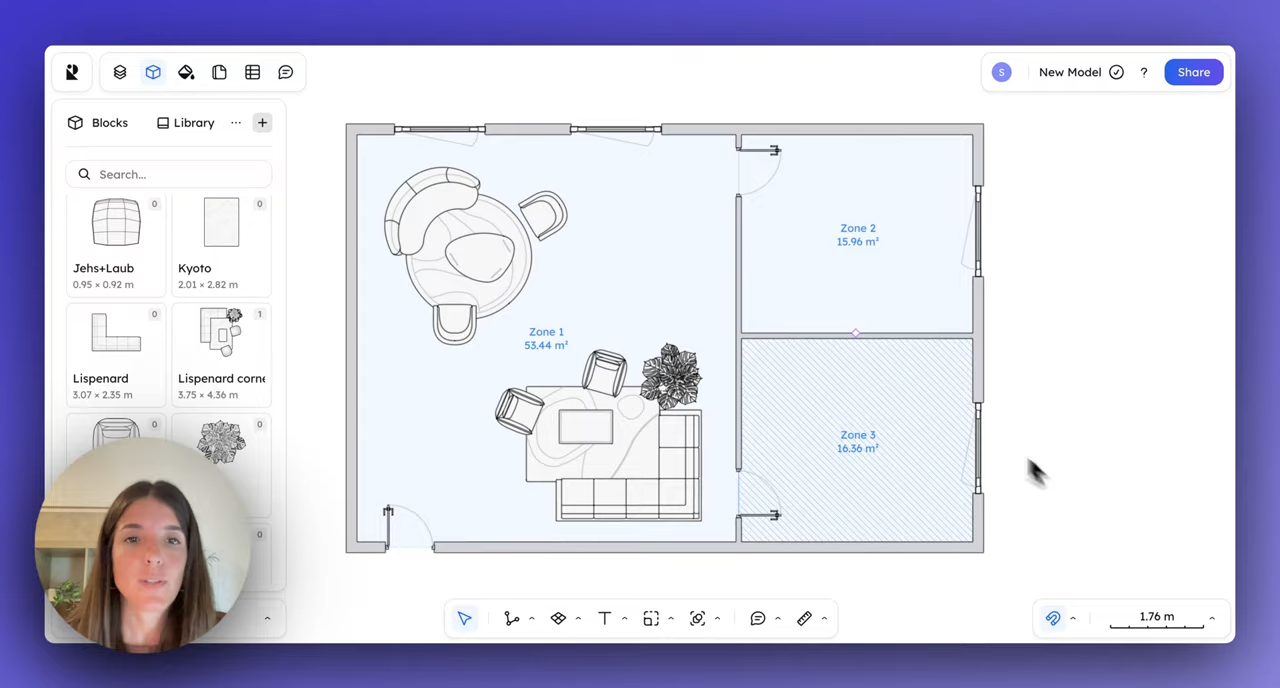 New Model
?
Share
S
Blocks
Library
Search...
0
0
Jehs+Laub
0.95 × 0.92 m
Kyoto
2.01 × 2.82 m
0
1
Lispenard
3.07 × 2.35 m
Lispenard corne
3.75 × 4.36 m
0
0
0
Zone 1
53.44 m²
Zone 2
15.96 m²
Zone 3
16.36 m²
1.76 m